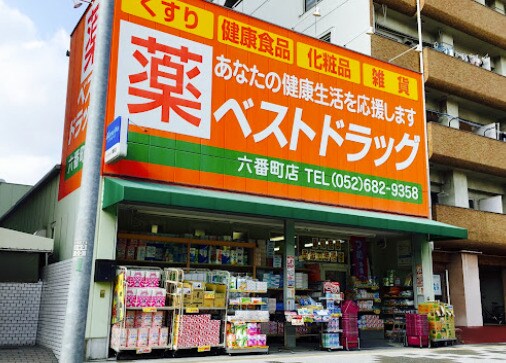 くすり
健康食品
化粧品
雑貨
薬
あなたの健康生活を応援します
ベストドラッグ
六番町店 TEL(052)682-9358